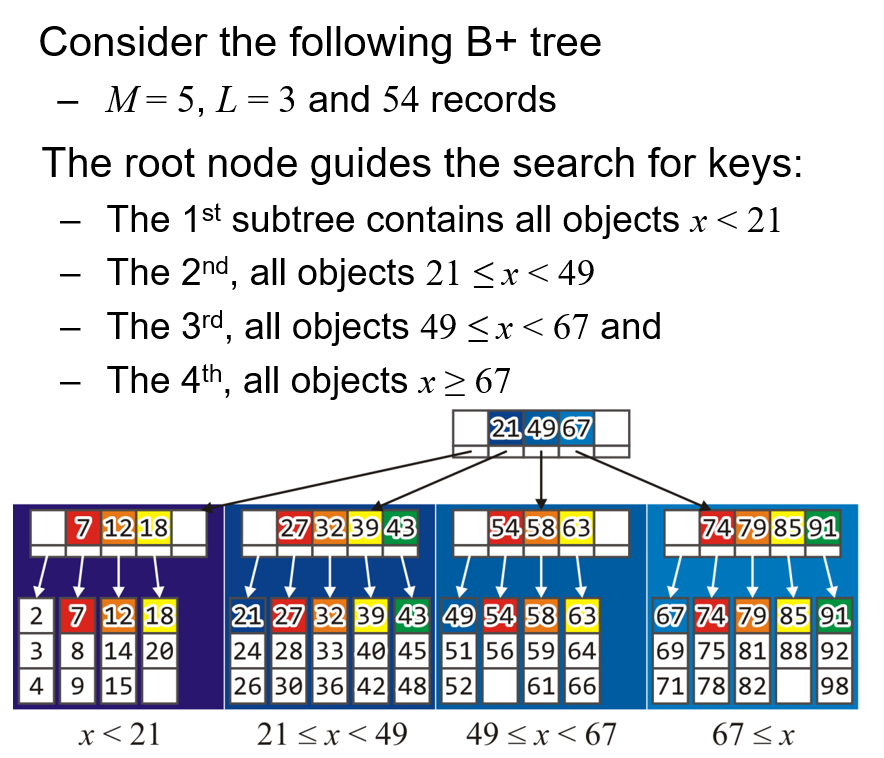 Consider the following B+ tree
– M = 5, L = 3 and 54 records
The root node guides the search for keys:
– The 1st subtree contains all objects x < 21
– The 2nd, all objects 21 ≤ x < 49
– The 3rd, all objects 49 ≤ x < 67 and
– The 4th, all objects x ≥ 67
21 49 67
7 12 18 27 32 39 43 54 58 63 74 79 85 91
2 7 12 18 21 27 32 39 43 49 54 58 63 67 74 79 85 91
3 8 14 20 24 28 33 40 45 51 56 59 64 69 75 81 88 92
4 9 15 26 30 36 42 48 52 61 66 71 78 82 98
x < 21 21 ≤ x < 49 49 ≤ x < 67 67 ≤ x